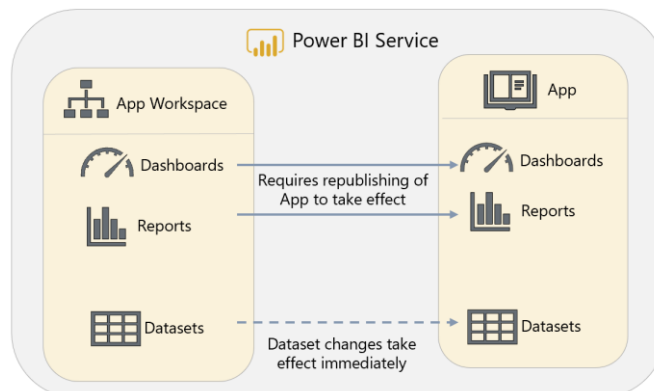 Power BI Service
App Workspace
App
Dashboards
Dashboards
Requires republishing of
App to take effect
Reports
Reports
Datasets
Datasets
Dataset changes take
effect immediately